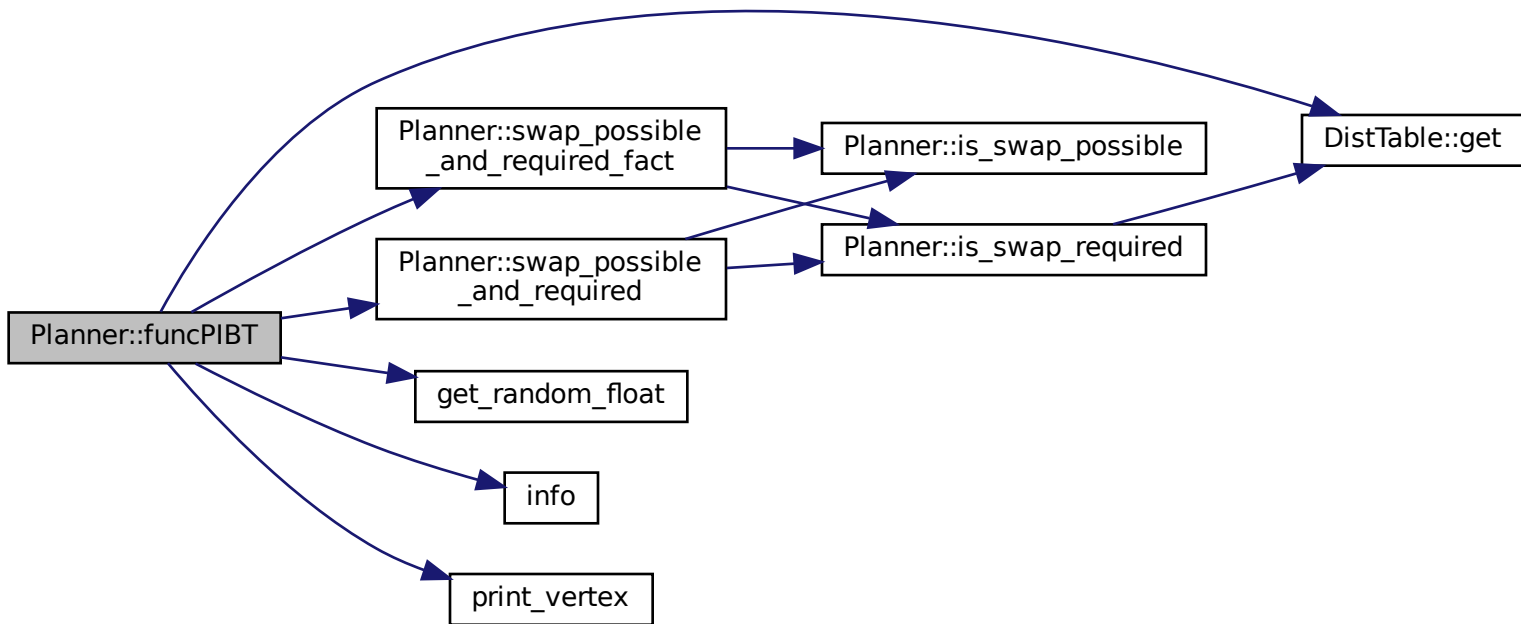 Planner::funcPIBT
Planner::swap_possible
_and_required_fact
Planner::swap_possible
_and_required
get_random_float
info
print_vertex
Planner::is_swap_possible
Planner::is_swap_required
DistTable::get